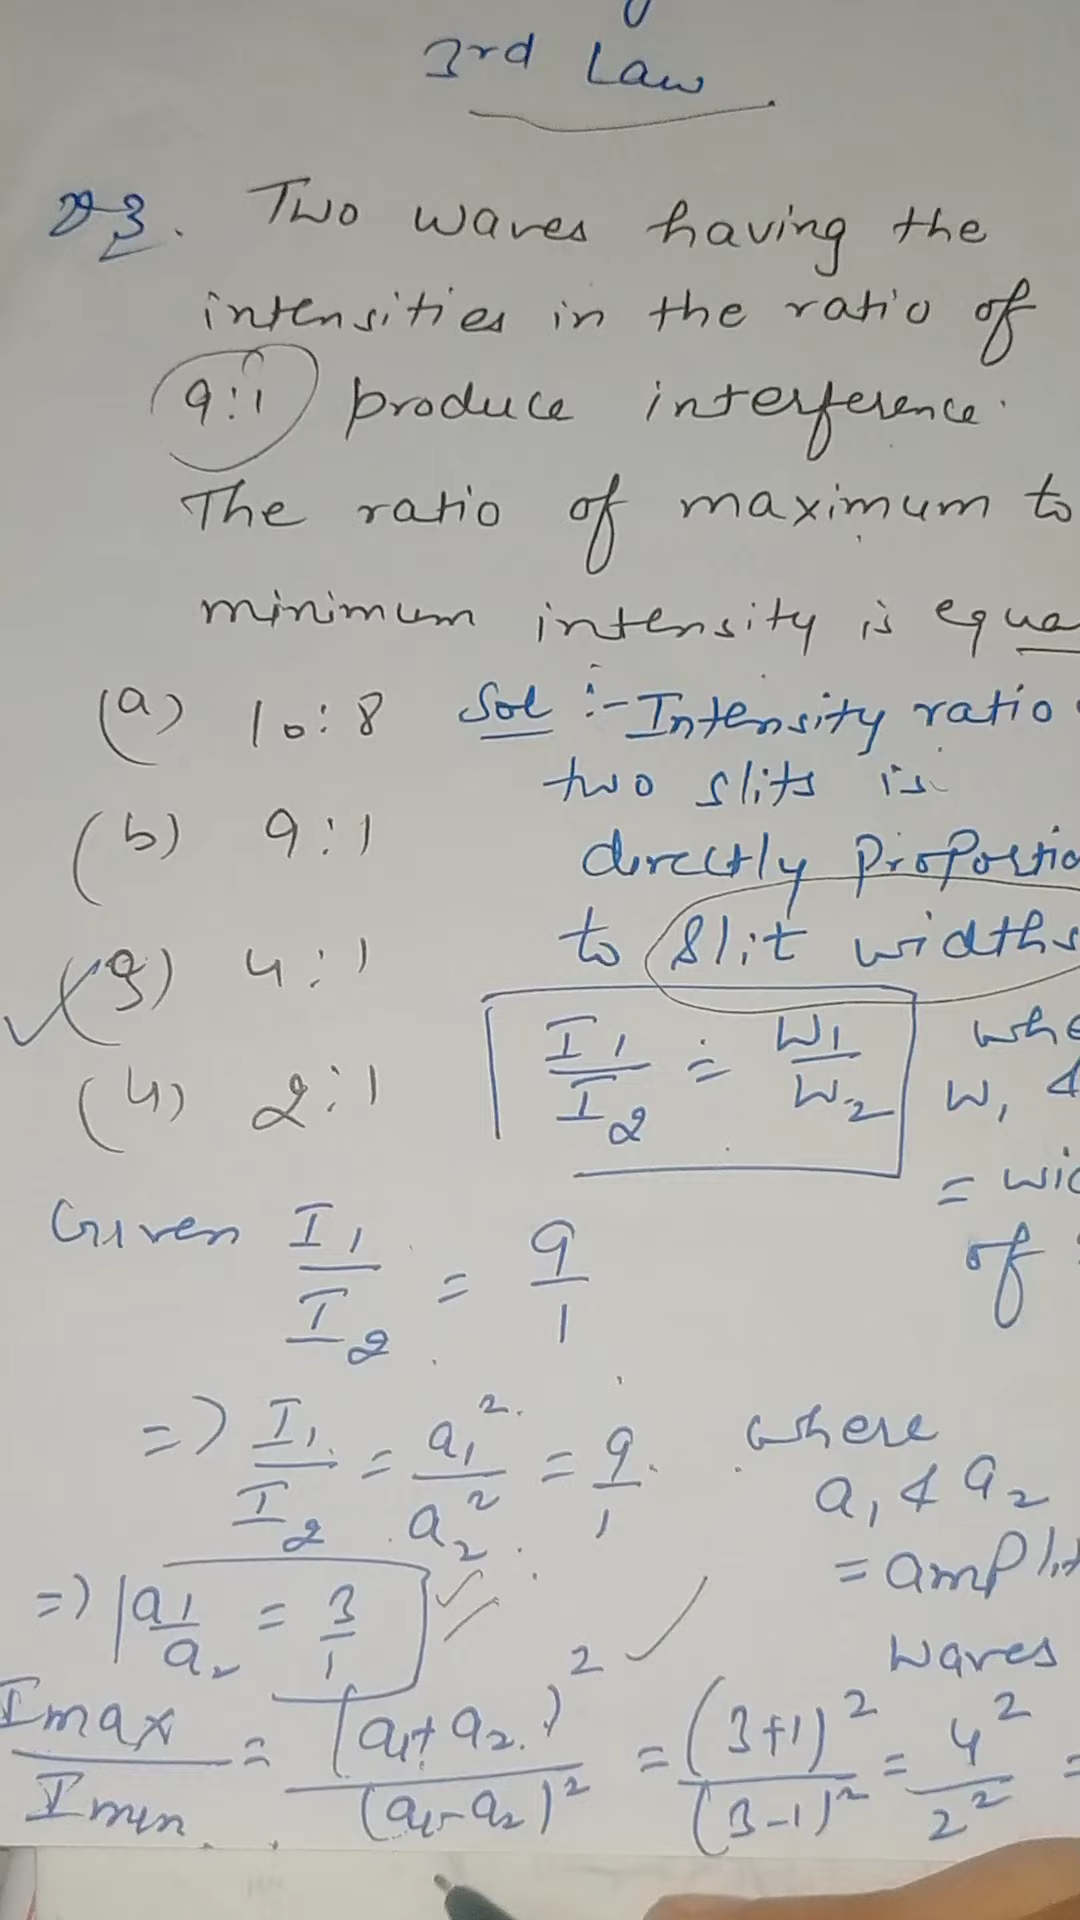 3rd Law
Q3. Two waves having the
intensities in the ratio of
9:1 produce interference.
The ratio of maximum to
minimum intensity is equa
(a) 10:8
(b) 9:1
(3) 4:1
(4) 2:1
Sol :- Intensity ratio
two slits is
directly Proportio
to Slit widths
I1/I2 = W1/W2
whe
W1 &
= wid
of
Given I1/I2 = 9/1
=> I1/I2 = a1²/a2² = 9/1
where
a1 & a2
= amplit
waves
=> a1/a2 = 3/1
Imax/Imin = (a1+a2)²/(a1-a2)² = (3+1)²/(3-1)² = 4²/2² =